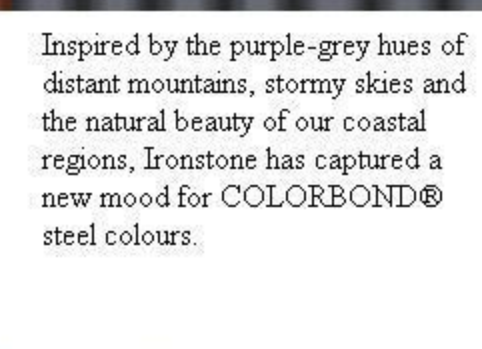 Inspired by the purple-grey hues of
distant mountains, stormy skies and
the natural beauty of our coastal
regions, Ironstone has captured a
new mood for COLORBOND®
steel colours.